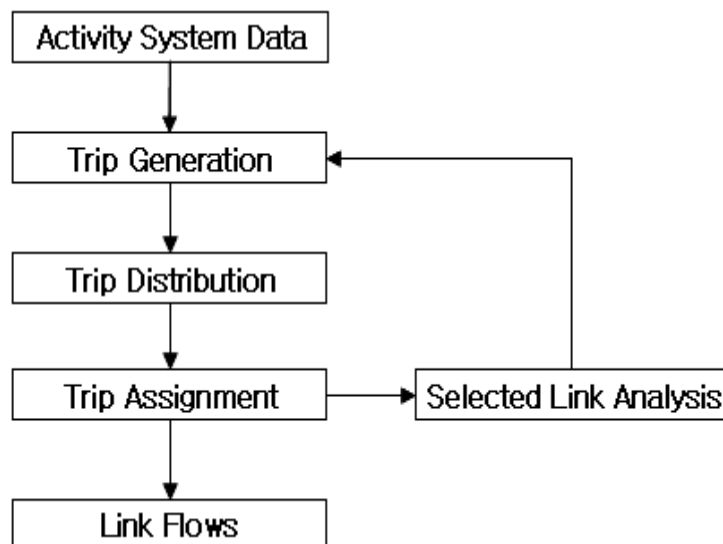 Activity System Data
Trip Generation
Trip Distribution
Trip Assignment
Selected Link Analysis
Link Flows